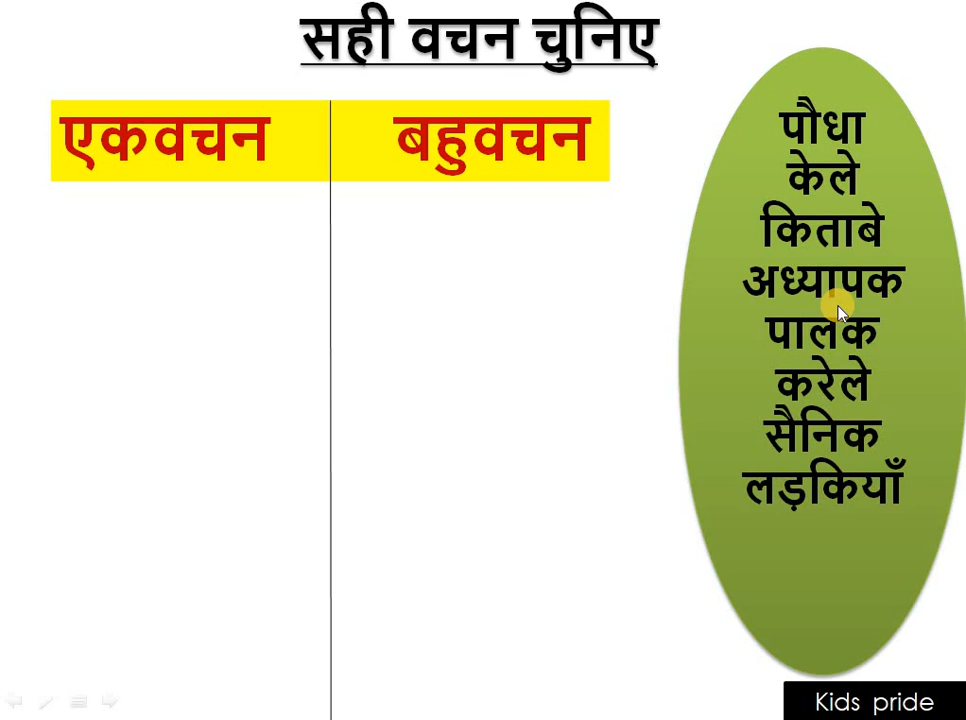 सही वचन चुनिए
एकवचन बहुवचन
पौधा
केले
किताबे
अध्यापक
पालक
करेले
सैनिक
लड़कियाँ
Kids pride